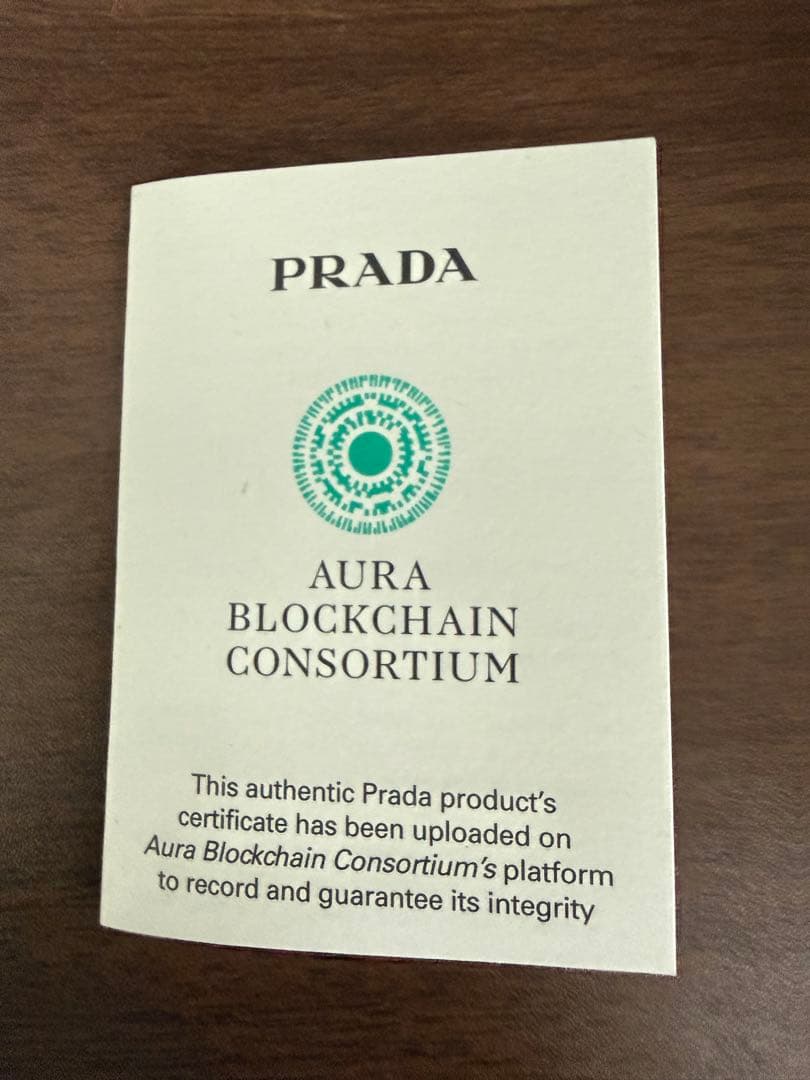 PRADA
AURA
BLOCKCHAIN
CONSORTIUM
This authentic Prada product's
certificate has been uploaded on
Aura Blockchain Consortium's platform
to record and guarantee its integrity